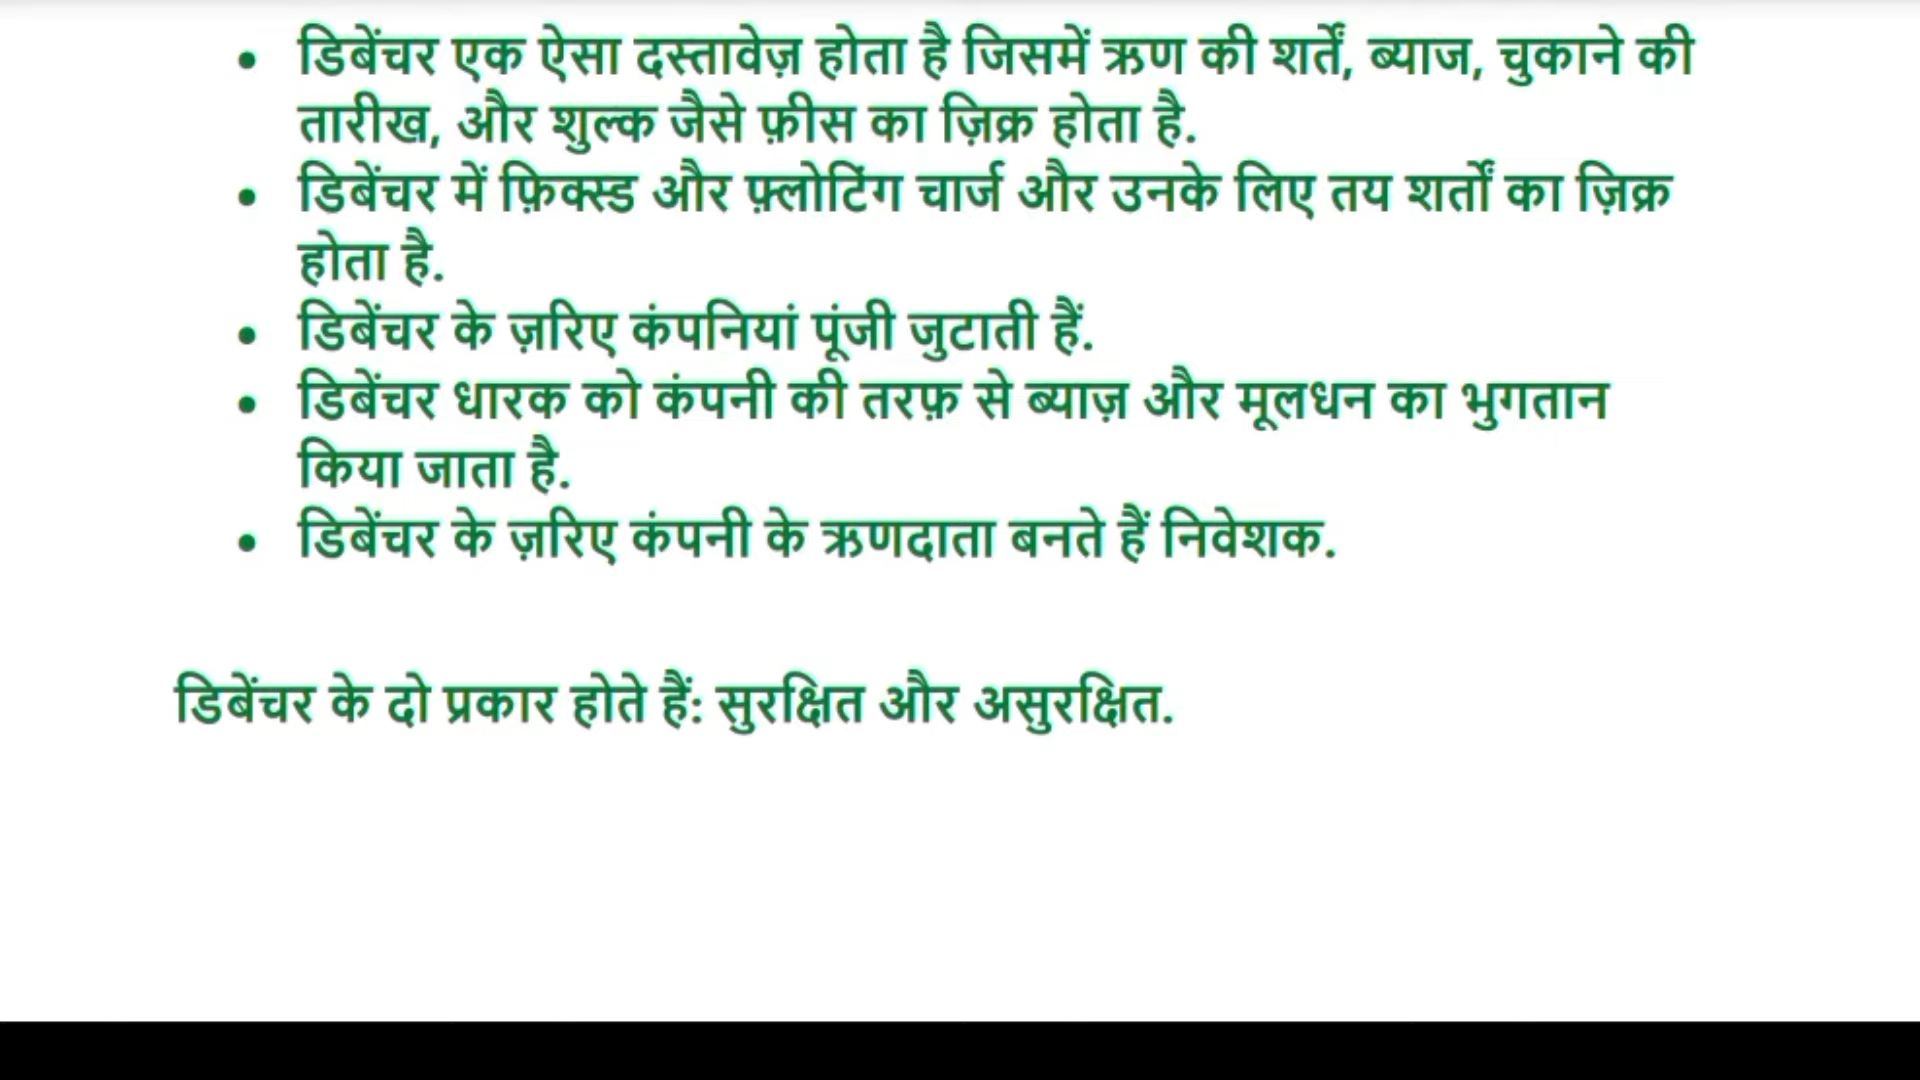 • डिबेंचर एक ऐसा दस्तावेज़ होता है जिसमें ऋण की शर्तें, ब्याज, चुकाने की
तारीख, और शुल्क जैसे फ़ीस का ज़िक्र होता है.
• डिबेंचर में फ़िक्स्ड और फ़्लोटिंग चार्ज और उनके लिए तय शर्तों का ज़िक्र
होता है.
• डिबेंचर के ज़रिए कंपनियां पूंजी जुटाती हैं.
• डिबेंचर धारक को कंपनी की तरफ़ से ब्याज़ और मूलधन का भुगतान
किया जाता है.
• डिबेंचर के ज़रिए कंपनी के ऋणदाता बनते हैं निवेशक.
डिबेंचर के दो प्रकार होते हैं: सुरक्षित और असुरक्षित.